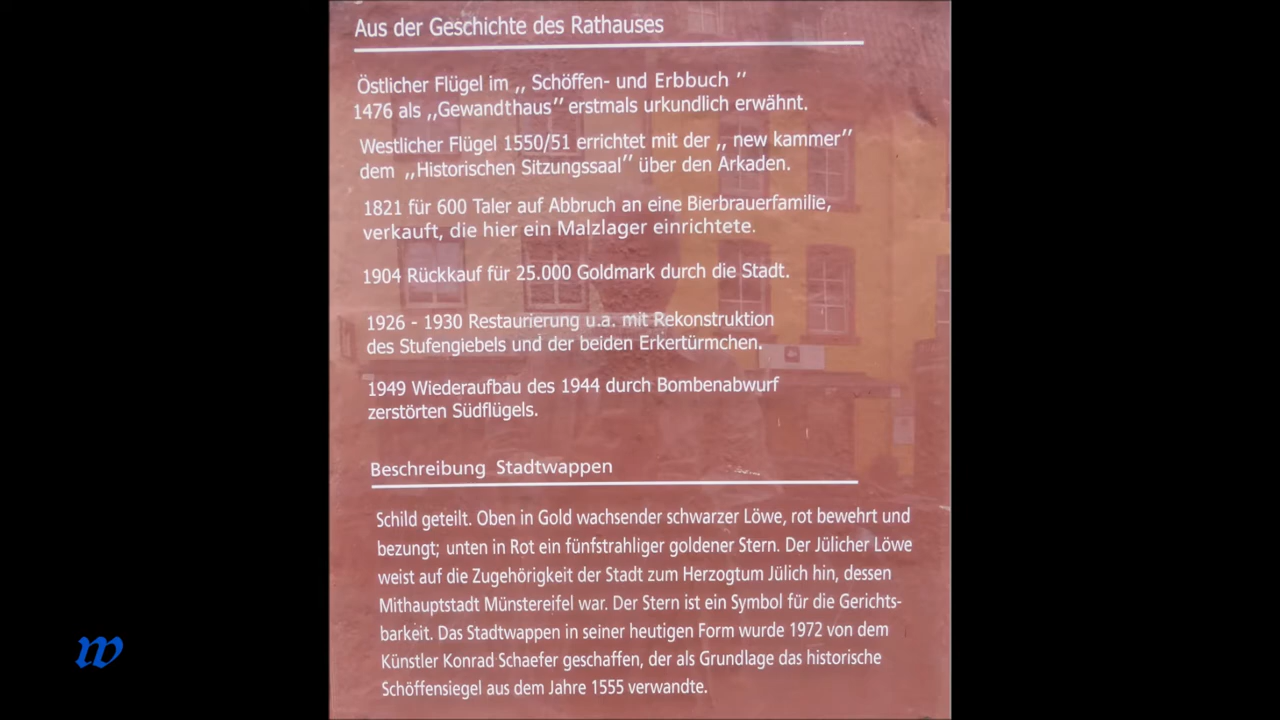 Aus der Geschichte des Rathauses
Östlicher Flügel im ,, Schöffen- und Erbbuch ''
1476 als ,,Gewandthaus'' erstmals urkundlich erwähnt.
Westlicher Flügel 1550/51 errichtet mit der ,, new kammer''
dem ,,Historischen Sitzungssaal'' über den Arkaden.
1821 für 600 Taler auf Abbruch an eine Bierbrauerfamilie,
verkauft, die hier ein Malzlager einrichtete.
1904 Rückkauf für 25.000 Goldmark durch die Stadt.
1926 - 1930 Restaurierung u.a. mit Rekonstruktion
des Stufengiebels und der beiden Erkertürmchen.
1949 Wiederaufbau des 1944 durch Bombenabwurf
zerstörten Südflügels.
Beschreibung Stadtwappen
Schild geteilt. Oben in Gold wachsender schwarzer Löwe, rot bewehrt und
bezungt; unten in Rot ein fünfstrahliger goldener Stern. Der Jülicher Löwe
weist auf die Zugehörigkeit der Stadt zum Herzogtum Jülich hin, dessen
Mithauptstadt Münstereifel war. Der Stern ist ein Symbol für die Gerichts-
barkeit. Das Stadtwappen in seiner heutigen Form wurde 1972 von dem
Künstler Konrad Schaefer geschaffen, der als Grundlage das historische
Schöffensiegel aus dem Jahre 1555 verwandte.
w